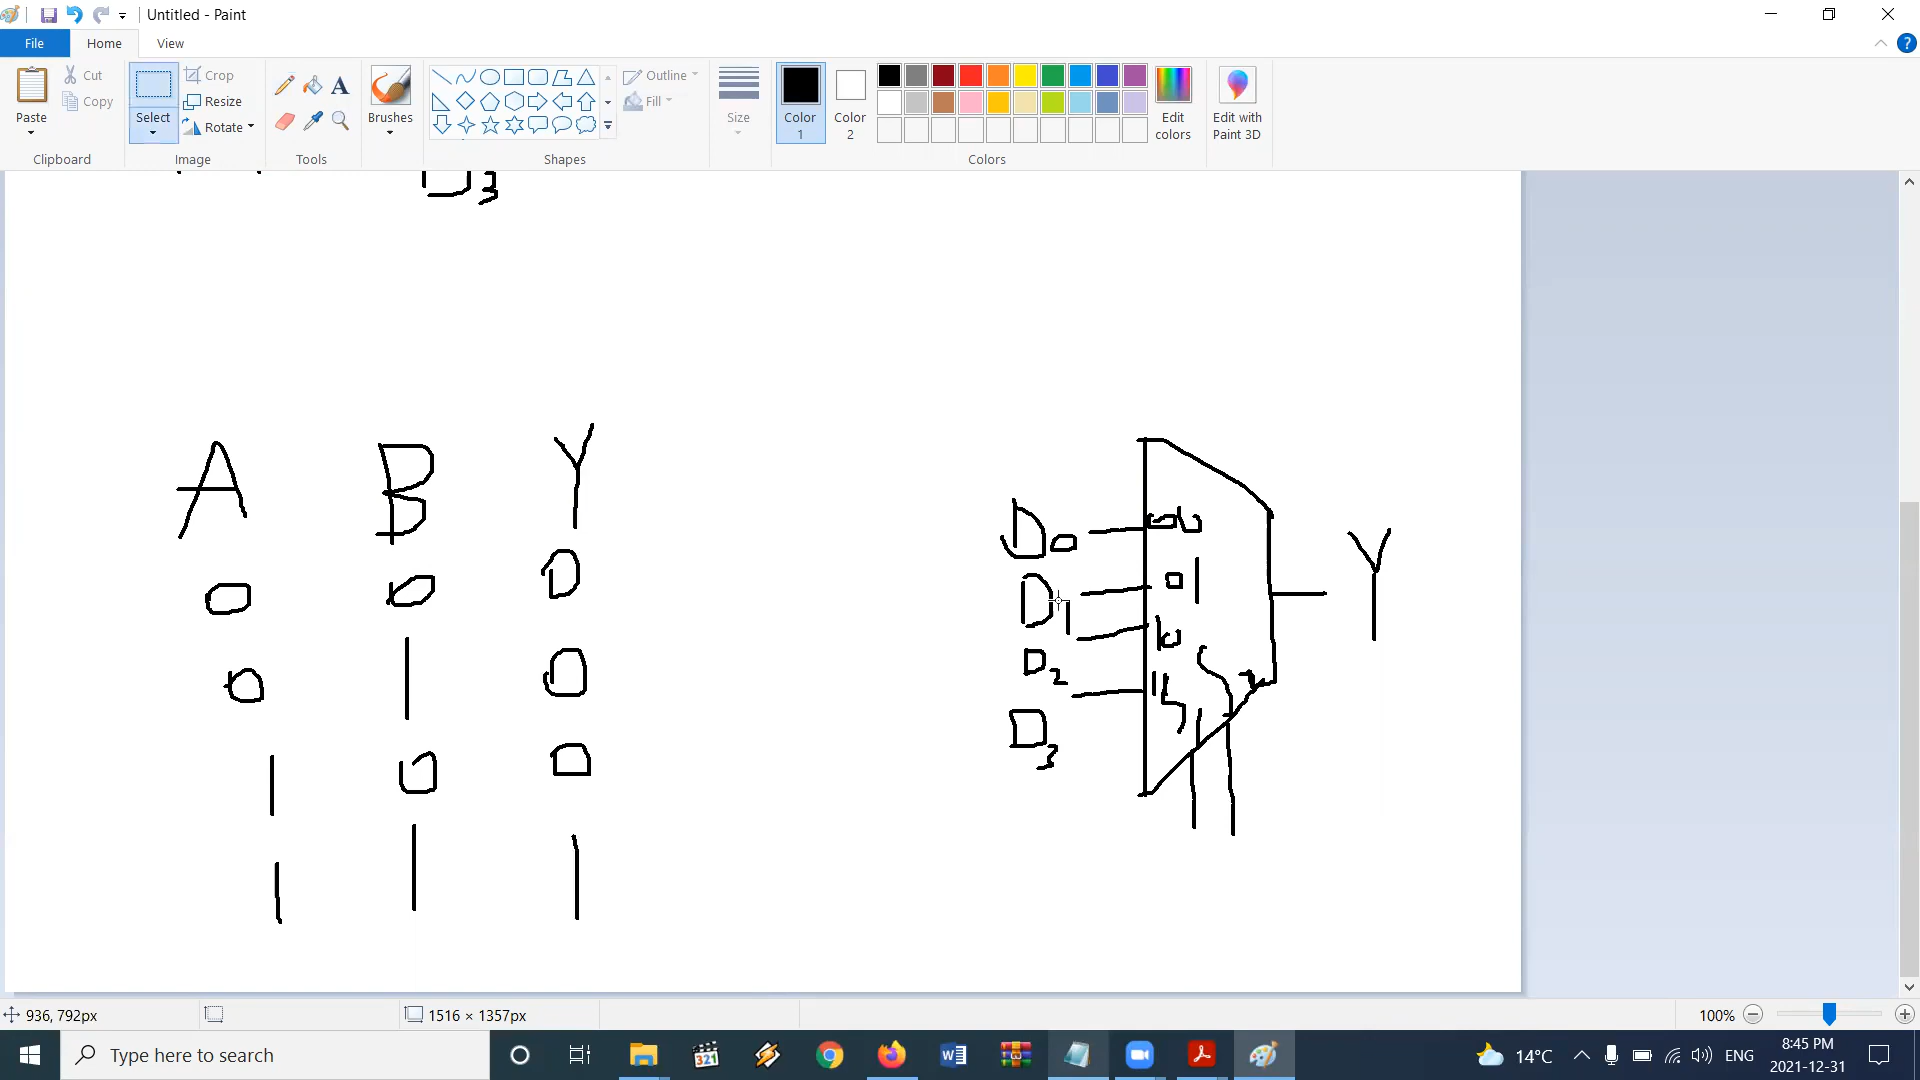 Untitled - Paint
File Home View
Paste
Cut
Copy
Clipboard
Select
Crop
Resize
Rotate
Image
Tools
Brushes
Outline
Fill
Shapes
Size
Color 1
Color 2
Edit colors
Colors
Edit with Paint 3D
D3
A B Y
0 0 0
0 1 0
1 0 0
1 1 1
D0
D1
D2
D3
01
10
11
S1
Y
936, 792px
1516 × 1357px
100%
Type here to search
321
14°C
ENG
8:45 PM
2021-12-31